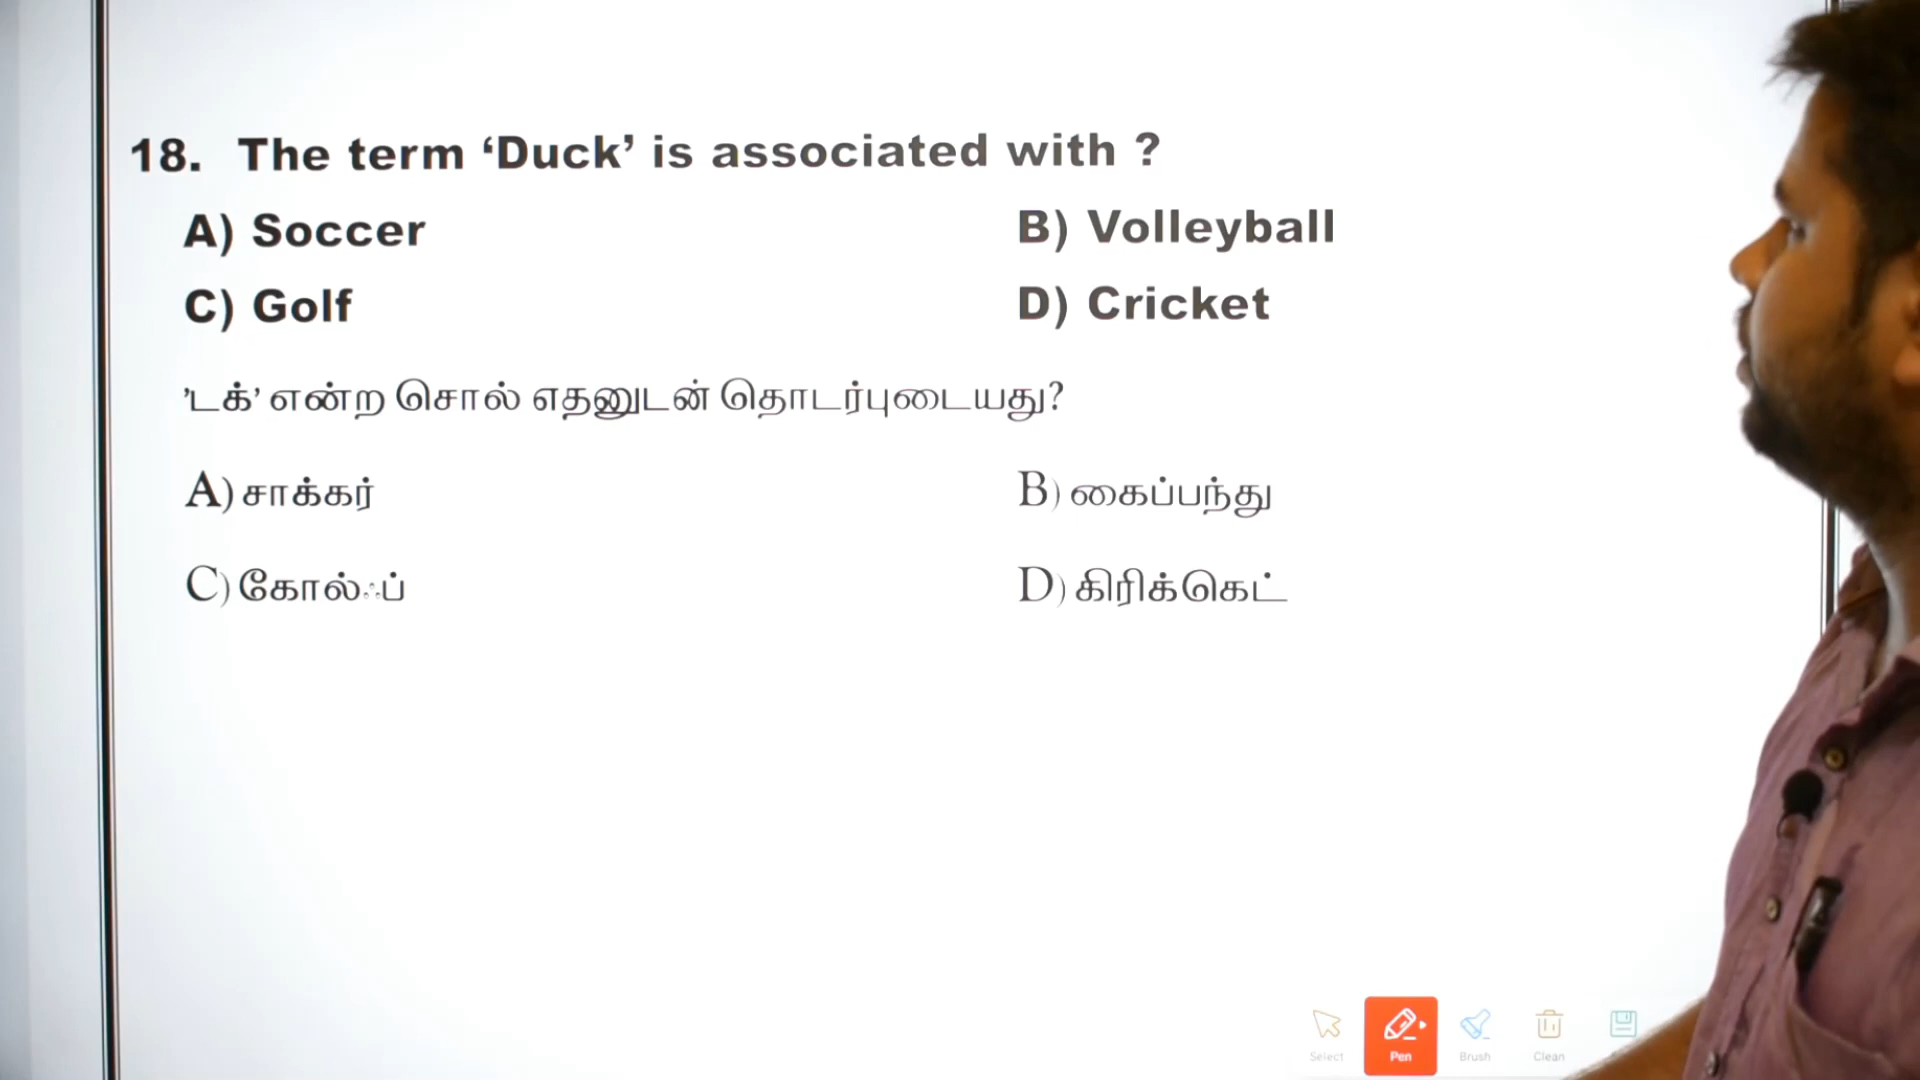 18. The term ‘Duck’ is associated with ?
A) Soccer B) Volleyball
C) Golf D) Cricket
’டக்’ என்ற சொல் எதனுடன் தொடர்புடையது?
A) சாக்கர் B) கைப்பந்து
C) கோல்ஃப் D) கிரிக்கெட்
Select Pen Brush Clean